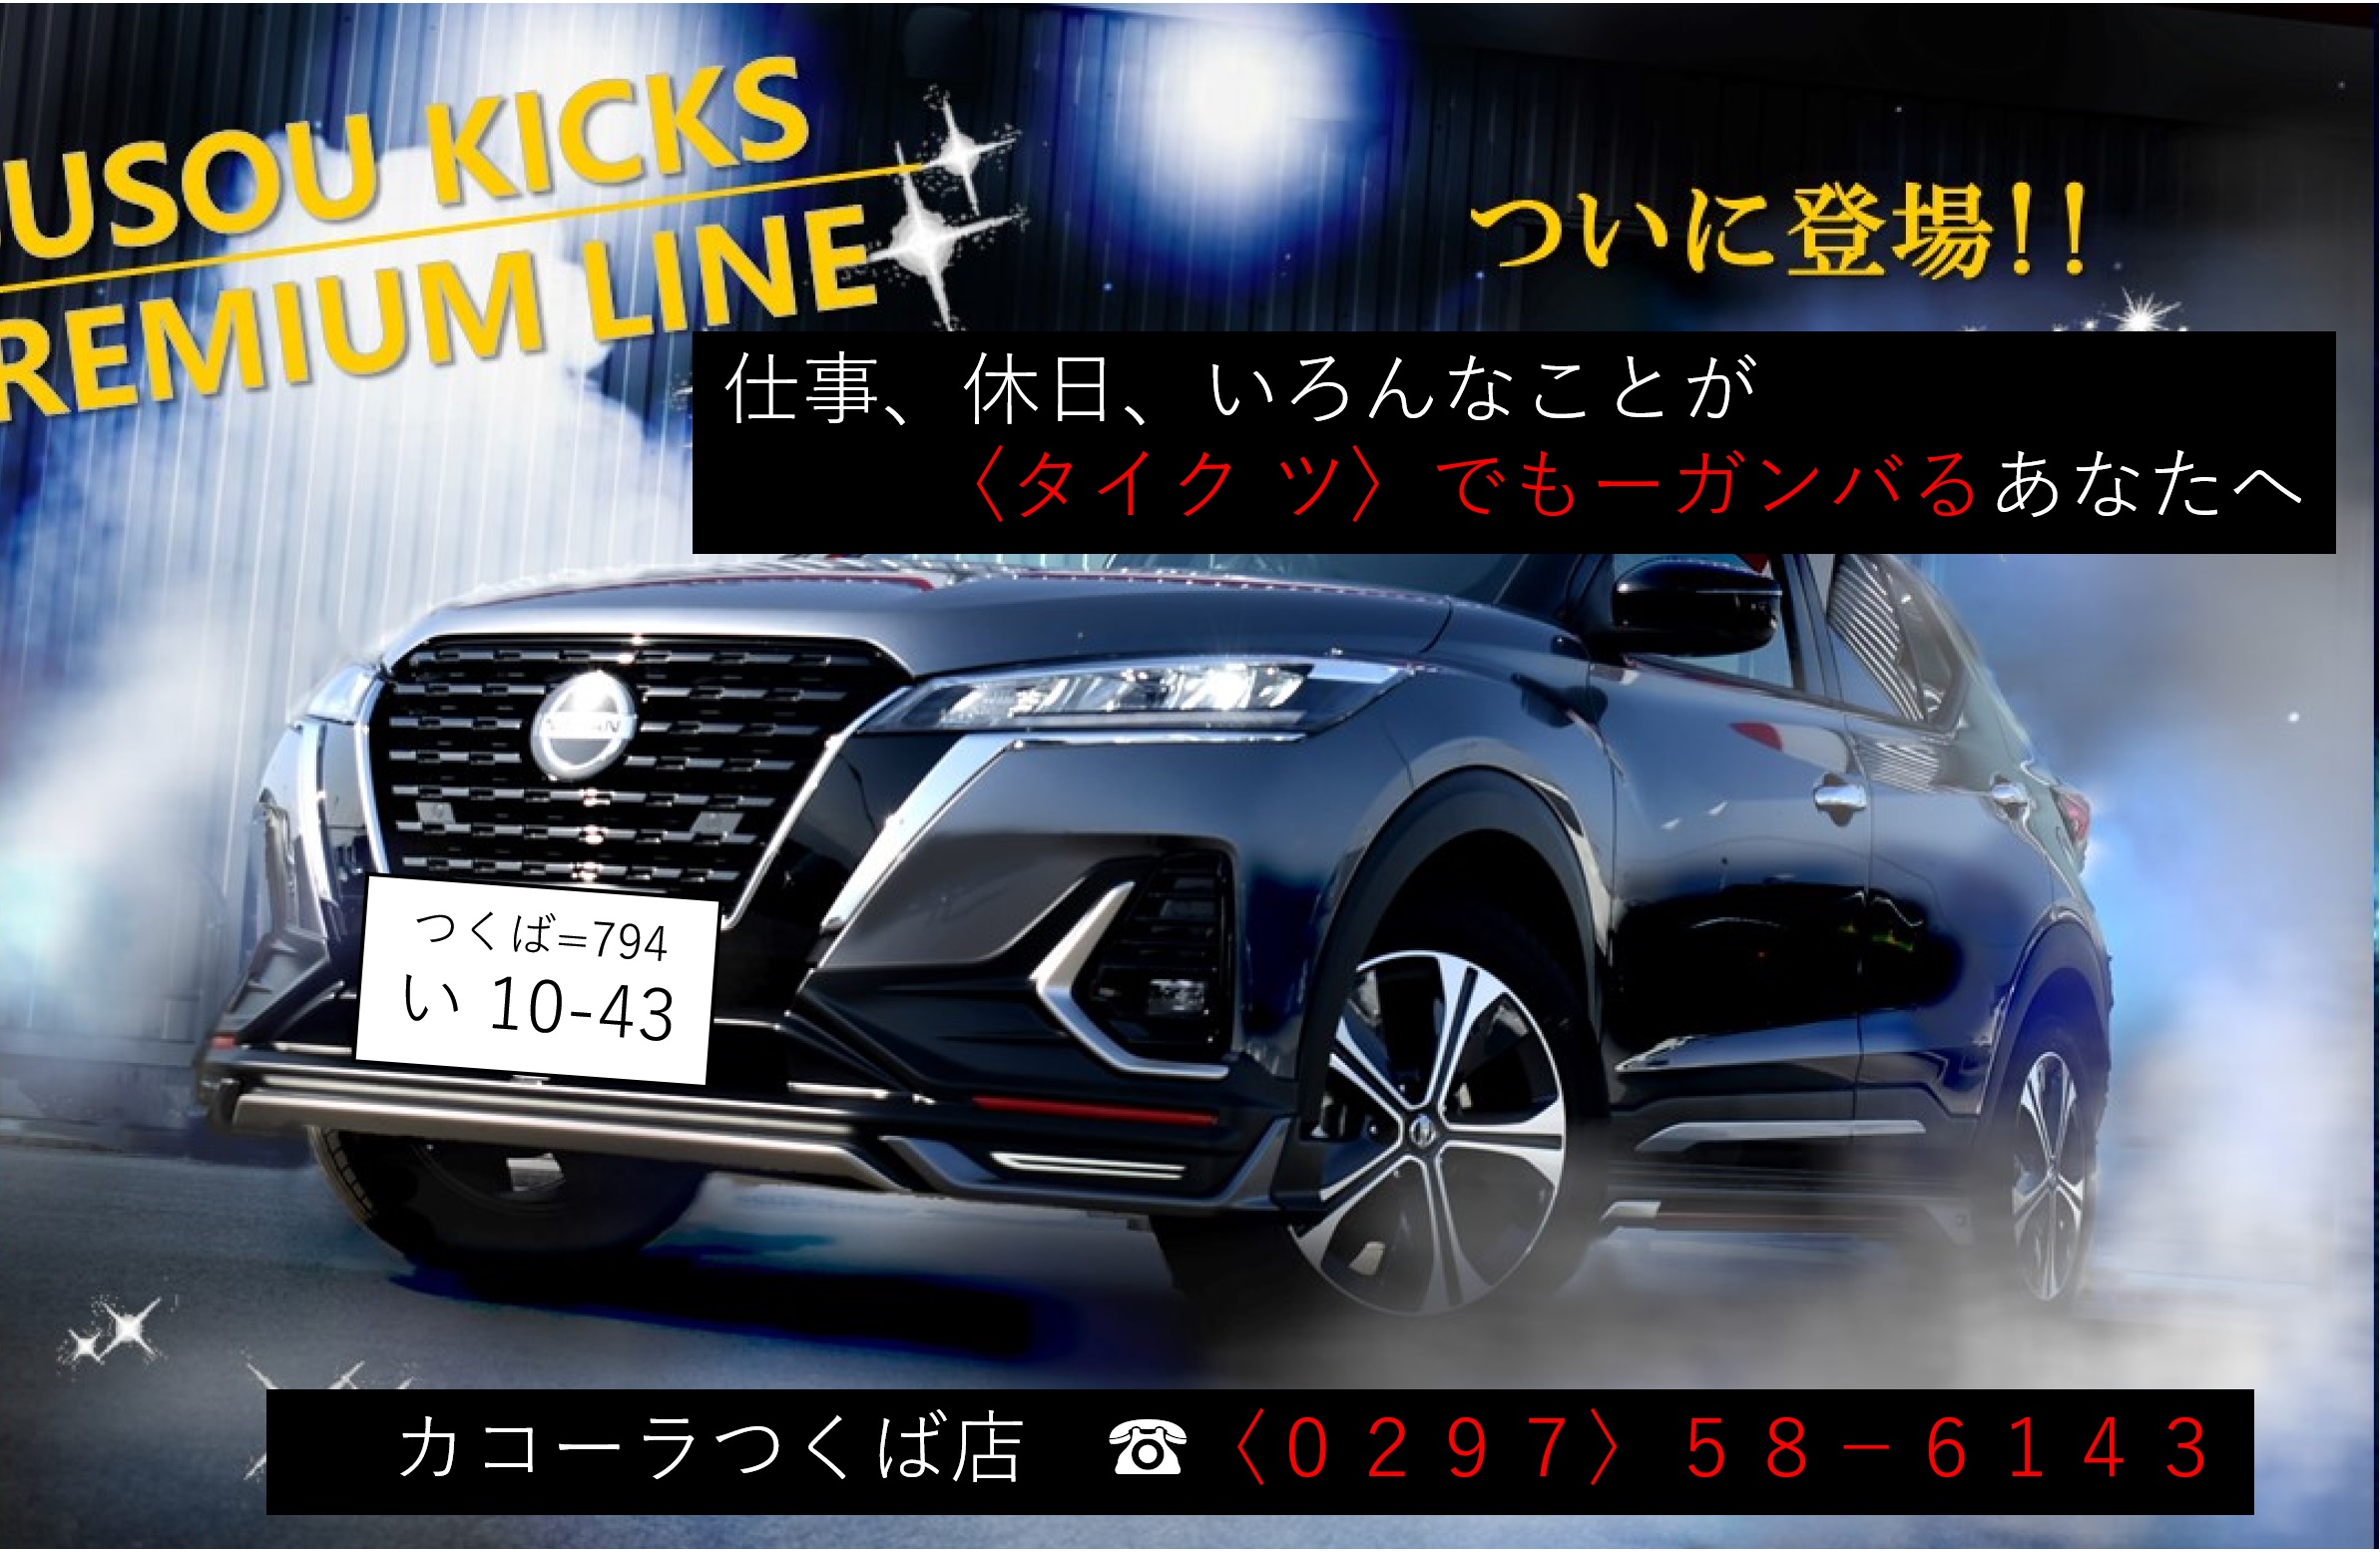 USOU KICKS
REMIUM LINE
ついに登場!!
仕事、休日、いろんなことが
〈タイク ツ〉でもーガンバるあなたへ
NISSAN
つくば=794
い 10-43
カコーラつくば店 ☎〈0297〉58−6143